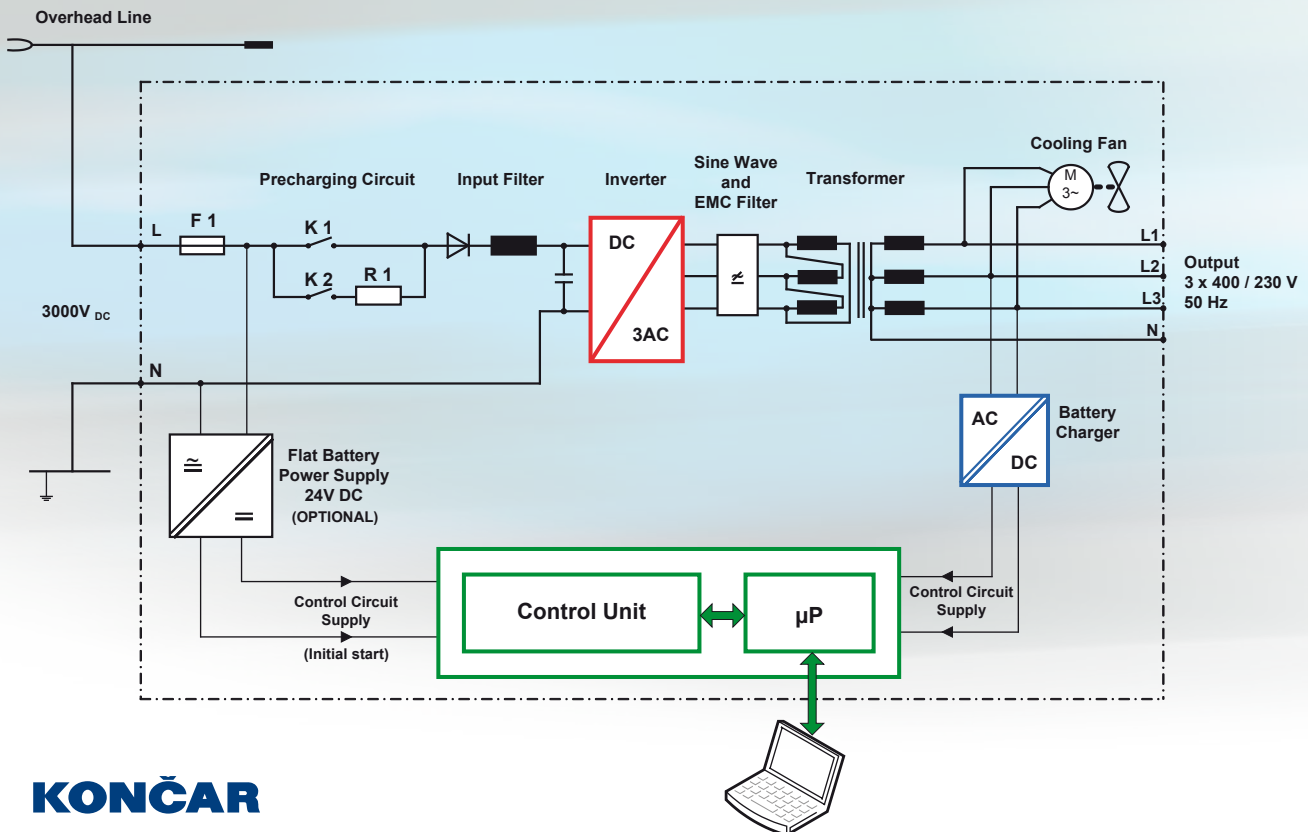 Overhead Line
Cooling Fan
M
3~
Sine Wave
and
EMC Filter
Precharging Circuit
Input Filter
Inverter
Transformer
L
F 1
K 1
K 2
R 1
DC
3AC
L1
L2
L3
N
Output
3 x 400 / 230 V
50 Hz
3000V DC
N
Flat Battery
Power Supply
24V DC
(OPTIONAL)
AC
DC
Battery
Charger
Control Circuit
Supply
(Initial start)
Control Unit
µP
Control Circuit
Supply
KONČAR